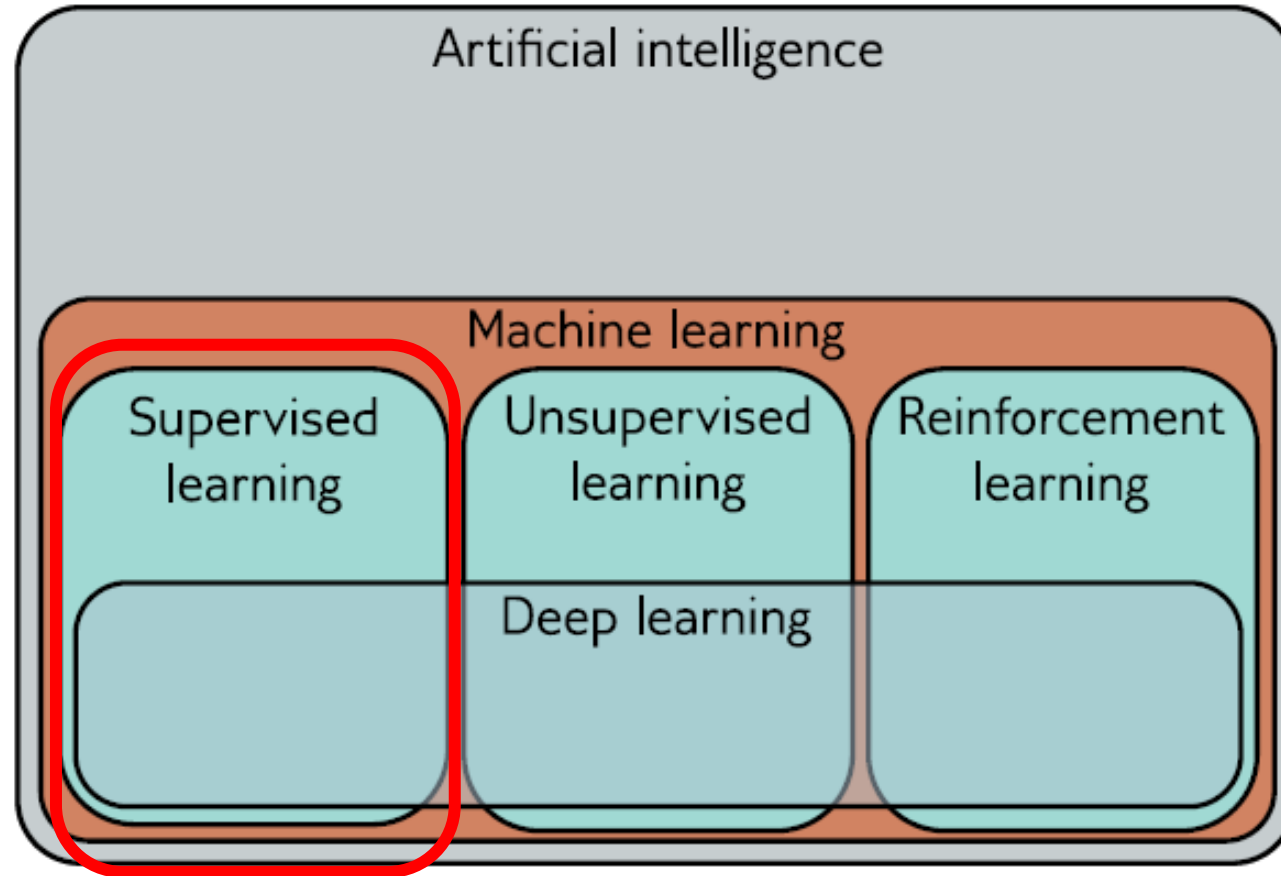 Artificial intelligence
Machine learning
Supervised
learning
Unsupervised
learning
Reinforcement
learning
Deep learning